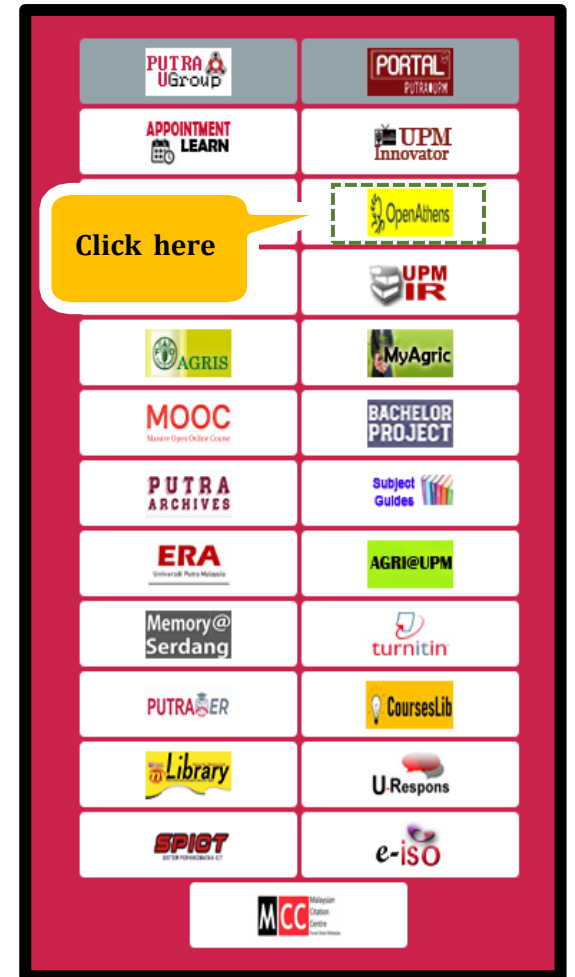 PUTRA
UGroup
PORTAL
PUTRA@UPM
APPOINTMENT
LEARN
UPM
Innovator
OpenAthens
Click here
UPM
IR
AGRIS
MyAgric
MOOC
Massive Open Online Course
BACHELOR
PROJECT
PUTRA
ARCHIVES
Subject
Guides
ERA
Universiti Putra Malaysia
AGRI@UPM
Memory@
Serdang
turnitin
PUTRA ER
CoursesLib
Library
U-Respons
SPICT
e-iso
MCC
Malaysian
Citation
Centre